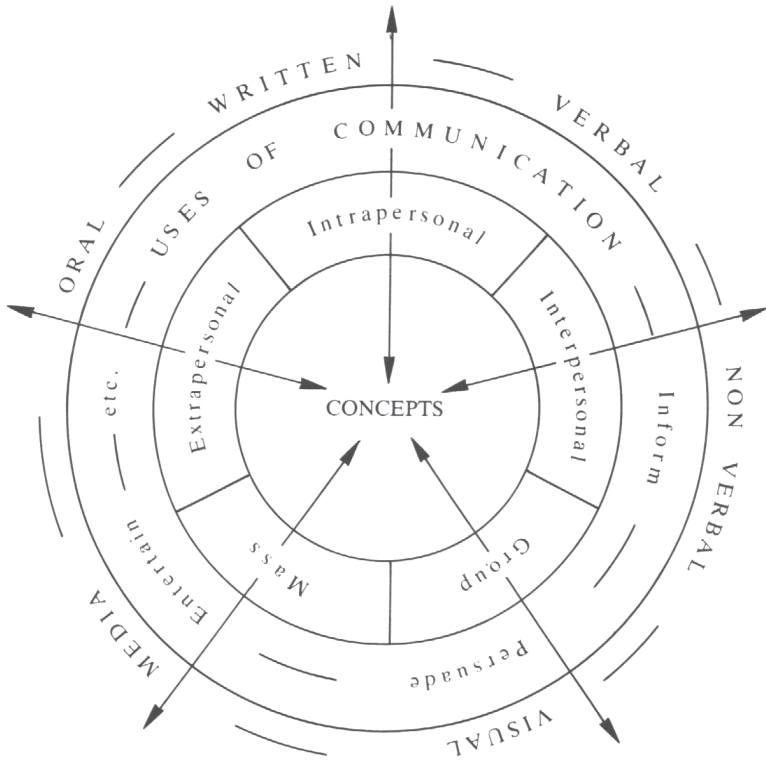 WRITTEN
VERBAL
NON VERBAL
VISUAL
MEDIA
ORAL
USES OF COMMUNICATION
Inform
Persuade
Entertain
etc.
Intrapersonal
Interpersonal
Group
Mass
Extrapersonal
CONCEPTS